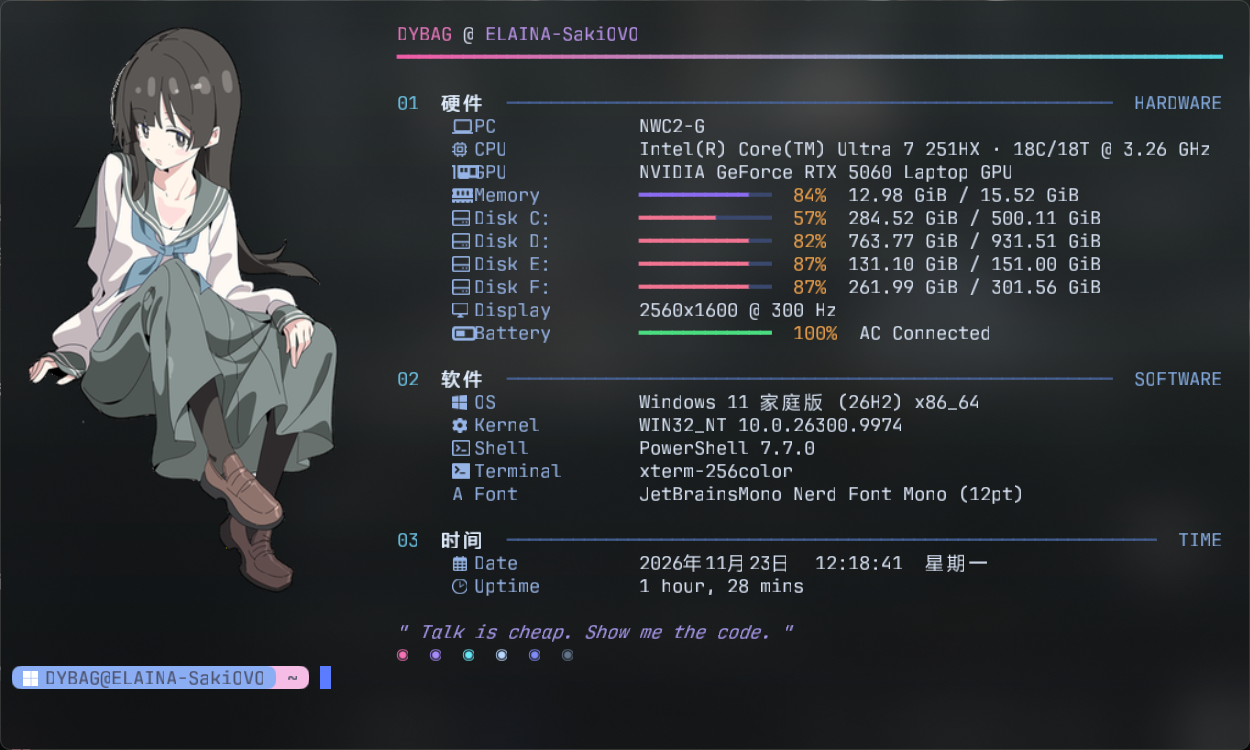 DYBAG @ ELAINA-SakiOVO
01 硬件 HARDWARE
PC NWC2-G
CPU Intel(R) Core(TM) Ultra 7 251HX · 18C/18T @ 3.26 GHz
GPU NVIDIA GeForce RTX 5060 Laptop GPU
Memory 84% 12.98 GiB / 15.52 GiB
Disk C: 57% 284.52 GiB / 500.11 GiB
Disk D: 82% 763.77 GiB / 931.51 GiB
Disk E: 87% 131.10 GiB / 151.00 GiB
Disk F: 87% 261.99 GiB / 301.56 GiB
Display 2560x1600 @ 300 Hz
Battery 100% AC Connected
02 软件 SOFTWARE
OS Windows 11 家庭版 (26H2) x86_64
Kernel WIN32_NT 10.0.26300.9974
Shell PowerShell 7.7.0
Terminal xterm-256color
A Font JetBrainsMono Nerd Font Mono (12pt)
03 时间 TIME
Date 2026年11月23日 12:18:41 星期一
Uptime 1 hour, 28 mins
" Talk is cheap. Show me the code. "
DYBAG@ELAINA-SakiOVO ~